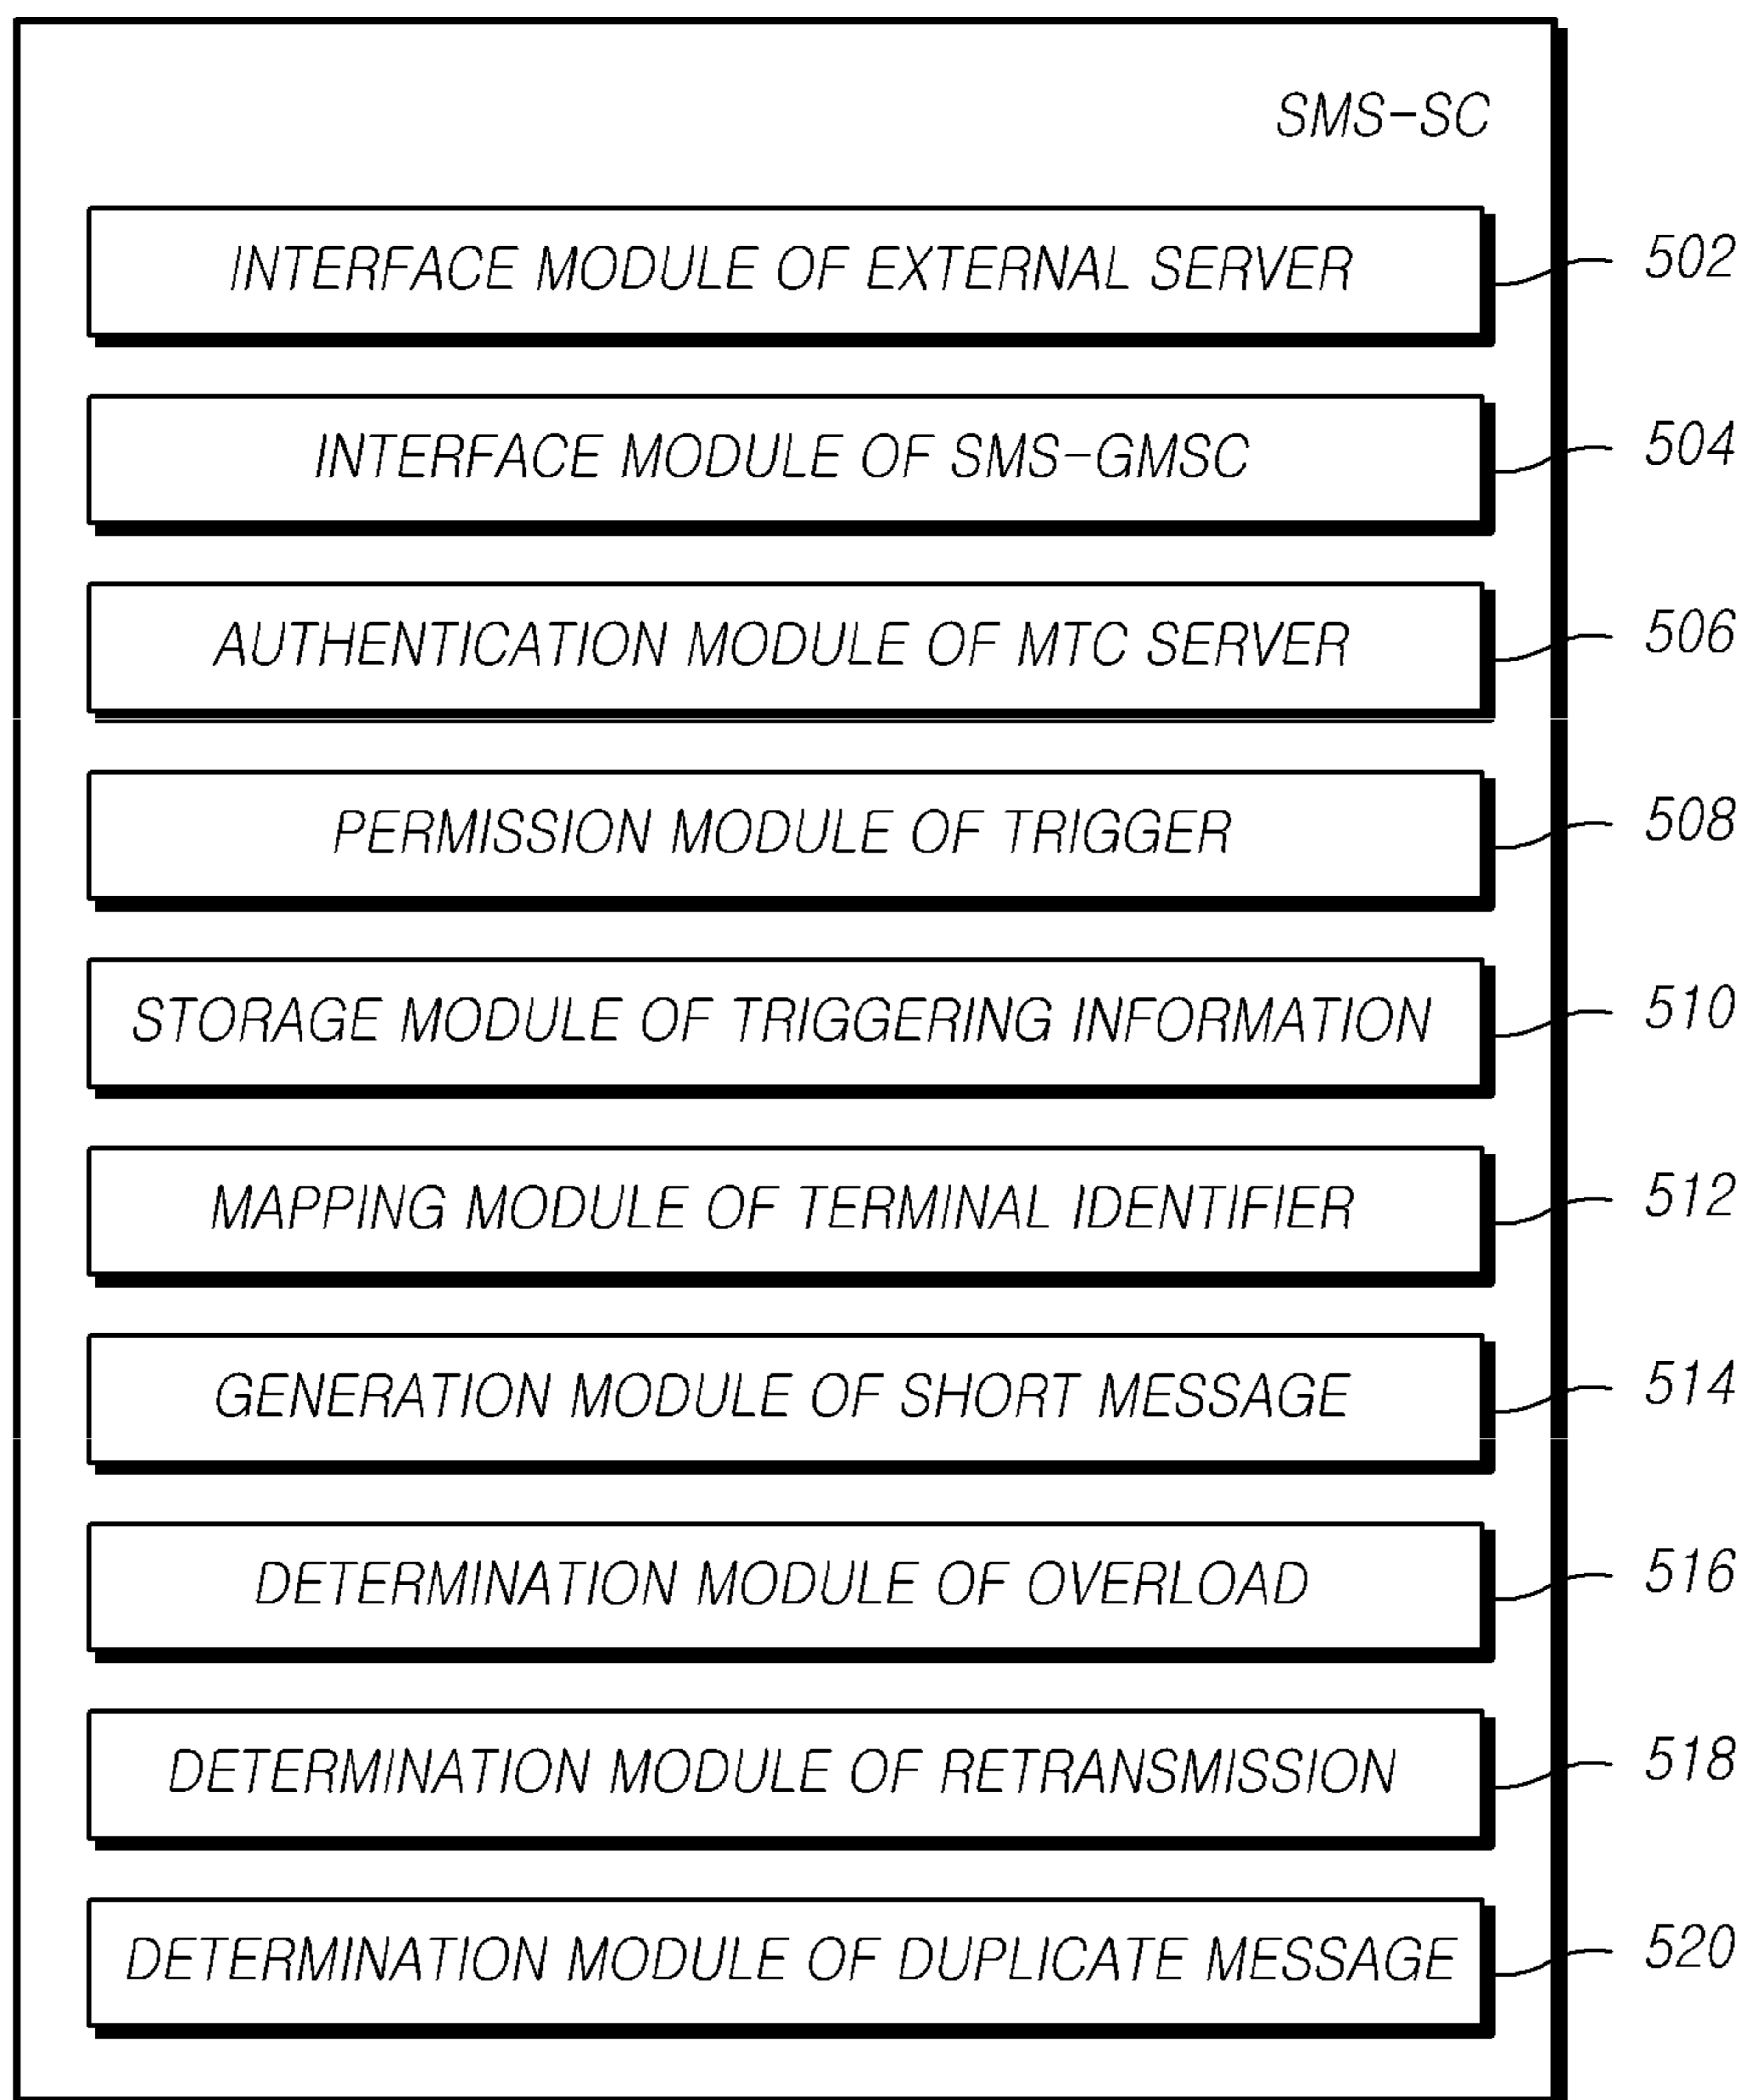 SMS-SC
INTERFACE MODULE OF EXTERNAL SERVER 502
INTERFACE MODULE OF SMS-GMSC 504
AUTHENTICATION MODULE OF MTC SERVER 506
PERMISSION MODULE OF TRIGGER 508
STORAGE MODULE OF TRIGGERING INFORMATION 510
MAPPING MODULE OF TERMINAL IDENTIFIER 512
GENERATION MODULE OF SHORT MESSAGE 514
DETERMINATION MODULE OF OVERLOAD 516
DETERMINATION MODULE OF RETRANSMISSION 518
DETERMINATION MODULE OF DUPLICATE MESSAGE 520